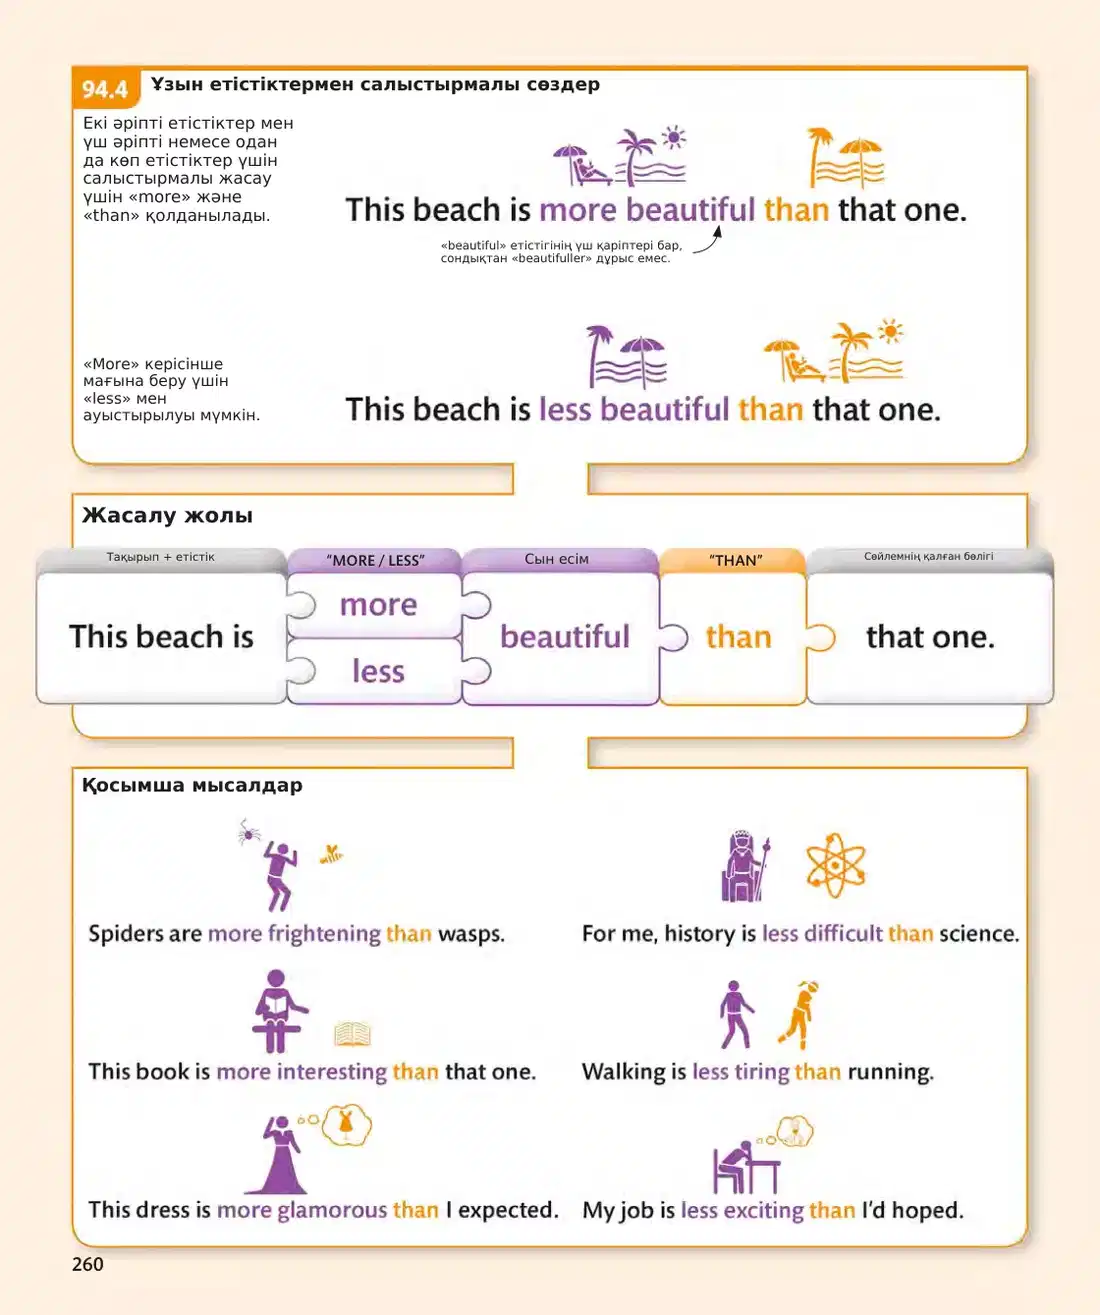 94.4 Ұзын етістіктермен салыстырмалы сөздер
Екі әріпті етістіктер мен
үш әріпті немесе одан
да көп етістіктер үшін
салыстырмалы жасау
үшін «more» және
«than» қолданылады.
This beach is more beautiful than that one.
«beautiful» етістігінің үш қаріптері бар,
сондықтан «beautifuller» дұрыс емес.
«More» керісінше
мағына беру үшін
«less» мен
ауыстырылуы мүмкін.
This beach is less beautiful than that one.
Жасалу жолы
Тақырып + етістік
"MORE / LESS"
Сын есім
"THAN"
Сөйлемнің қалған бөлігі
This beach is
more
less
beautiful
than
that one.
Қосымша мысалдар
Spiders are more frightening than wasps.
For me, history is less difficult than science.
This book is more interesting than that one.
Walking is less tiring than running.
This dress is more glamorous than I expected.
My job is less exciting than I'd hoped.
260